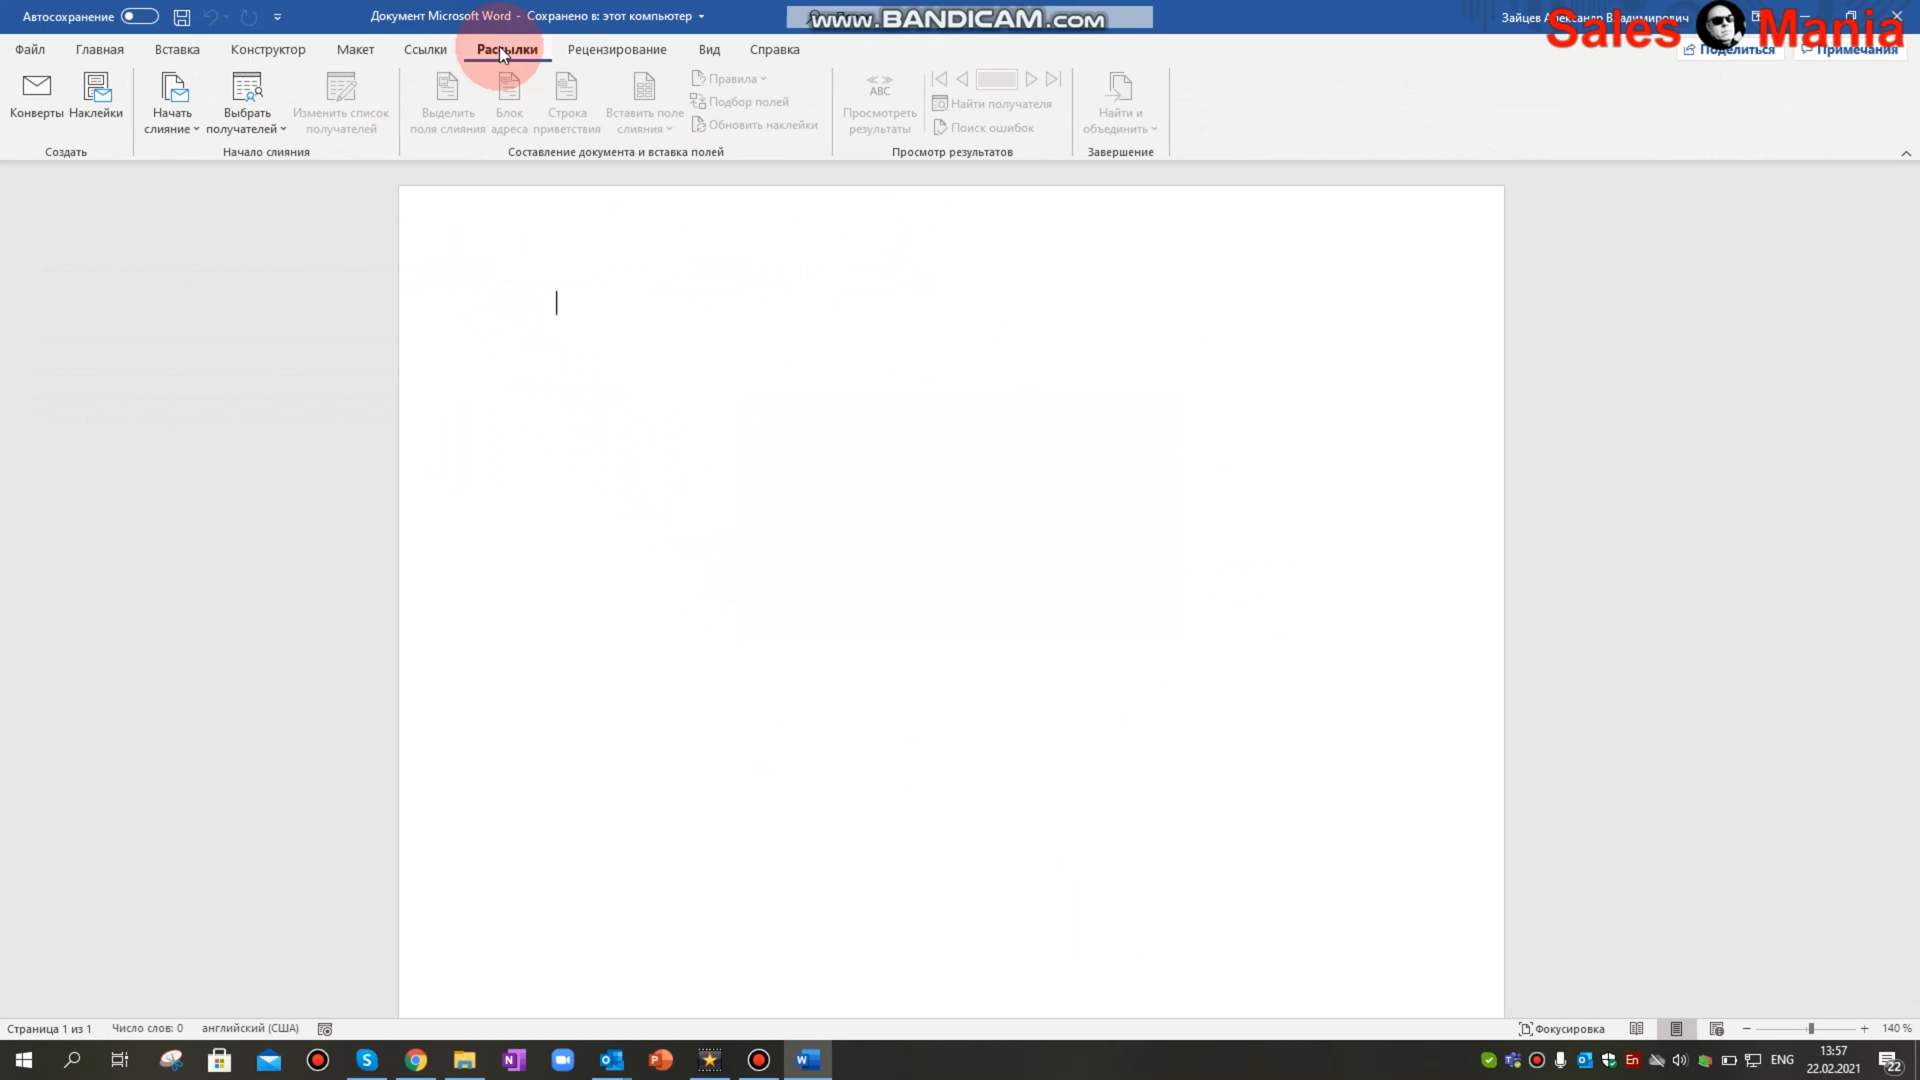 Автосохранение
Документ Microsoft Word - Сохранено в: этот компьютер
www.BANDICAM.com
Зайцев Александр Владимирович
Sales Mania
Файл Главная Вставка Конструктор Макет Ссылки Рассылки Рецензирование Вид Справка
Поделиться Примечания
Конверты
Наклейки
Начать слияние
Выбрать получателей
Изменить список получателей
Выделить поля слияния
Блок адреса
Строка приветствия
Вставить поле слияния
Правила
Подбор полей
Обновить наклейки
ABC
Просмотреть результаты
Найти получателя
Поиск ошибок
Найти и объединить
Создать
Начало слияния
Составление документа и вставка полей
Просмотр результатов
Завершение
Страница 1 из 1 Число слов: 0 английский (США)
Фокусировка
140 %
ENG
13:57
22.02.2021
22